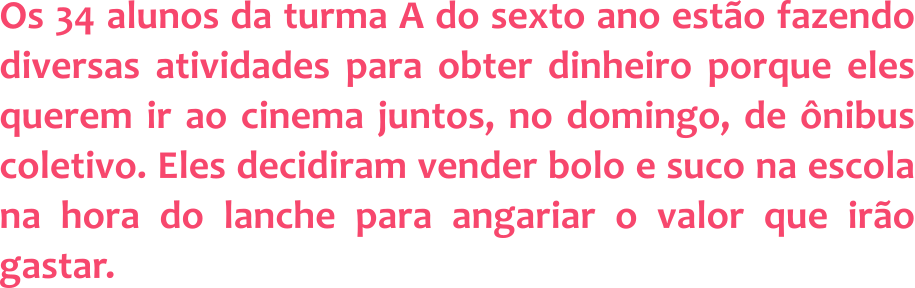 Os 34 alunos da turma A do sexto ano estão fazendo
diversas atividades para obter dinheiro porque eles
querem ir ao cinema juntos, no domingo, de ônibus
coletivo. Eles decidiram vender bolo e suco na escola
na hora do lanche para angariar o valor que irão
gastar.